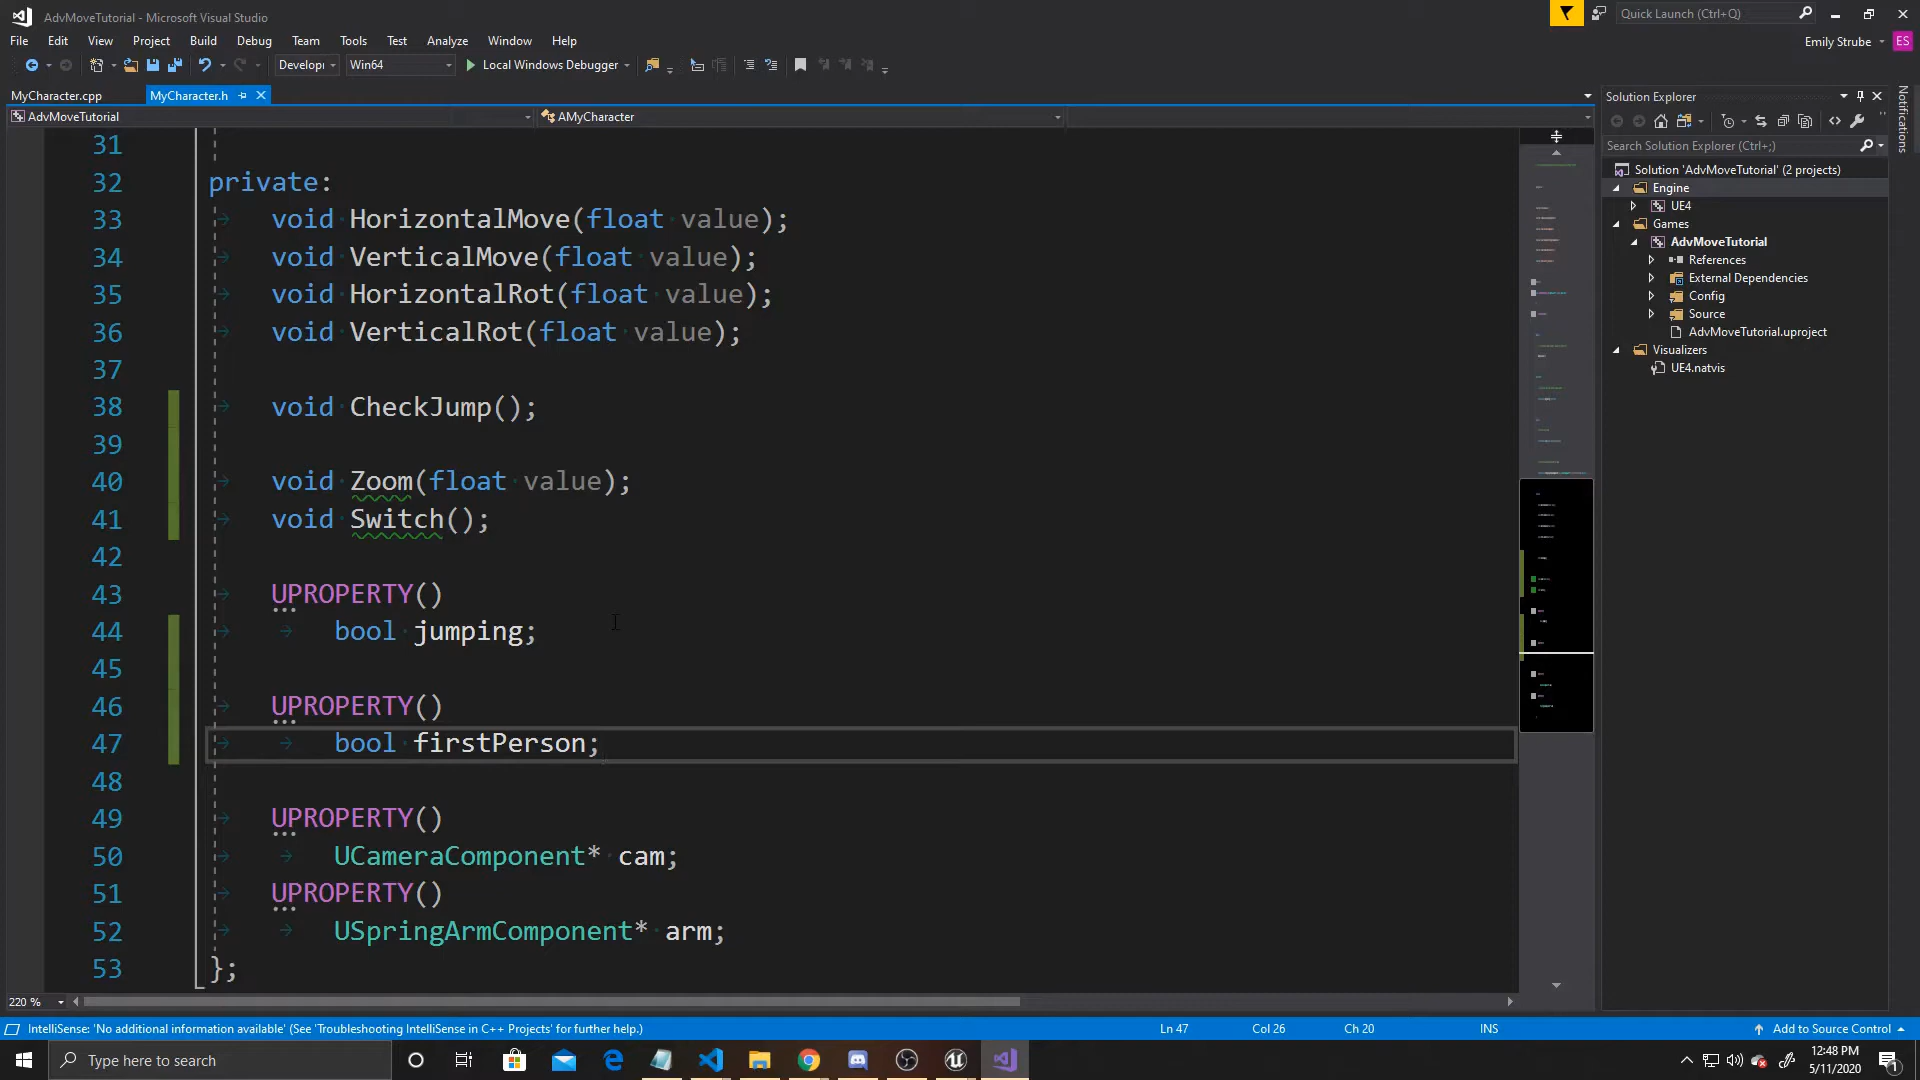 AdvMoveTutorial - Microsoft Visual Studio
Quick Launch (Ctrl+Q)
File Edit View Project Build Debug Team Tools Test Analyze Window Help
Emily Strube ES
Develop Win64 Local Windows Debugger
MyCharacter.cpp MyCharacter.h
AdvMoveTutorial AMyCharacter
31
32 private:
33 void HorizontalMove(float value);
34 void VerticalMove(float value);
35 void HorizontalRot(float value);
36 void VerticalRot(float value);
37
38 void CheckJump();
39
40 void Zoom(float value);
41 void Switch();
42
43 UPROPERTY()
44 bool jumping;
45
46 UPROPERTY()
47 bool firstPerson;
48
49 UPROPERTY()
50 UCameraComponent* cam;
51 UPROPERTY()
52 USpringArmComponent* arm;
53 };
220 %
Solution Explorer
Search Solution Explorer (Ctrl+;)
Solution 'AdvMoveTutorial' (2 projects)
Engine
UE4
Games
AdvMoveTutorial
References
External Dependencies
Config
Source
AdvMoveTutorial.uproject
Visualizers
UE4.natvis
Notifications
IntelliSense: 'No additional information available' (See 'Troubleshooting IntelliSense in C++ Projects' for further help.)
Ln 47 Col 26 Ch 20 INS Add to Source Control
Type here to search
12:48 PM
5/11/2020
1